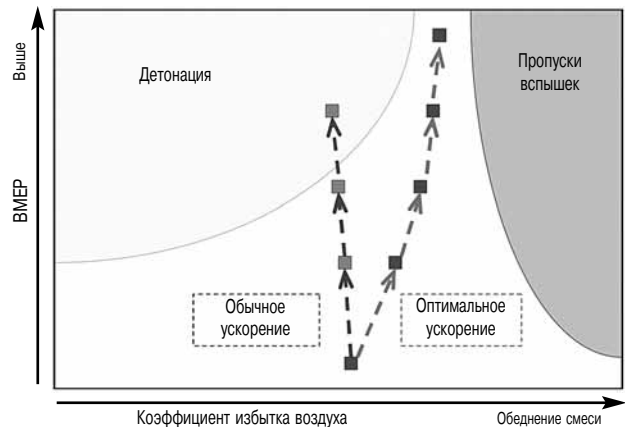 Выше
BMEP
Детонация
Пропуски
вспышек
Обычное
ускорение
Оптимальное
ускорение
Коэффициент избытка воздуха
Обеднение смеси